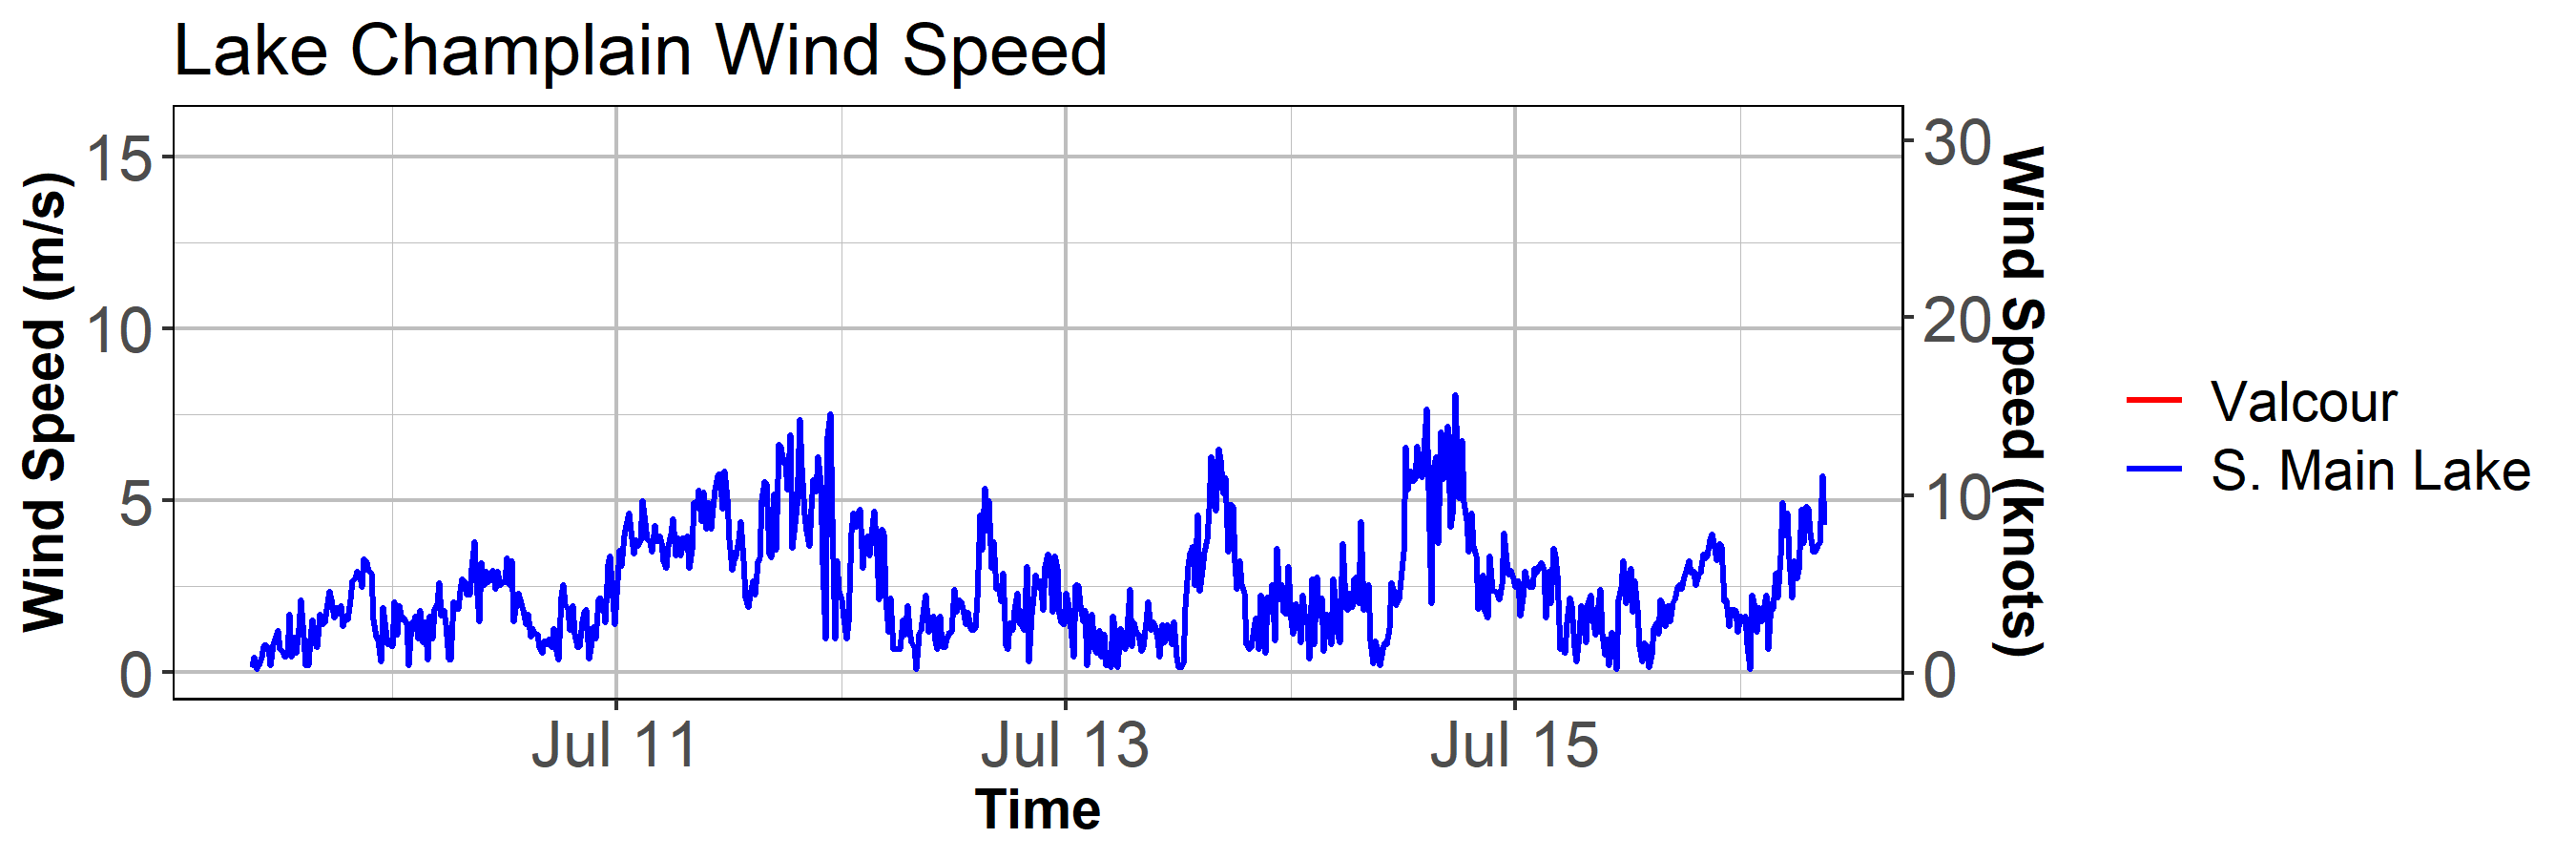 Lake Champlain Wind Speed
Wind Speed (m/s)
15
10
5
0
30
20
10
0
Wind Speed (knots)
Jul 11
Jul 13
Jul 15
Time
Valcour
S. Main Lake